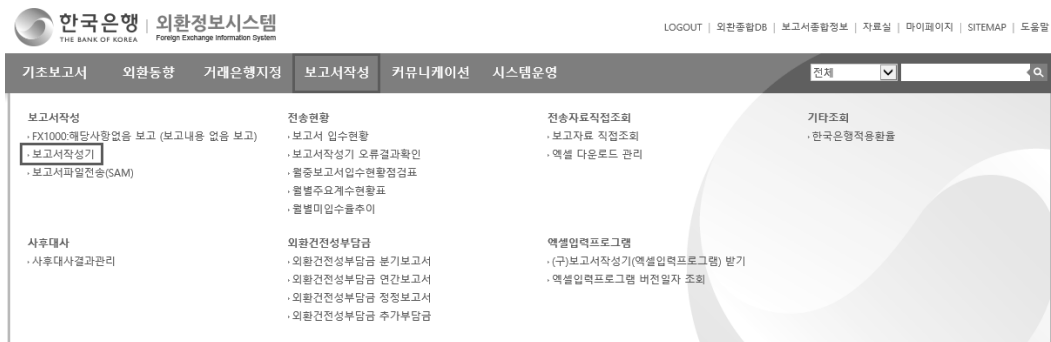 한국은행 | 외환정보시스템
THE BANK OF KOREA Foreign Exchange Information System
LOGOUT | 외환종합DB | 보고서종합정보 | 자료실 | 마이페이지 | SITEMAP | 도움말
기초보고서 외환동향 거래은행지정 보고서작성 커뮤니케이션 시스템운영 전체
보고서작성
· FX1000:해당사항없음 보고 (보고내용 없음 보고)
· 보고서작성기
· 보고서파일전송(SAM)
전송현황
· 보고서 입수현황
· 보고서작성기 오류결과확인
· 월중보고서입수현황점검표
· 월별주요계수현황표
· 월별미입수율추이
전송자료직접조회
· 보고자료 직접조회
· 엑셀 다운로드 관리
기타조회
· 한국은행적용환율
사후대사
· 사후대사결과관리
외환건전성부담금
· 외환건전성부담금 분기보고서
· 외환건전성부담금 연간보고서
· 외환건전성부담금 정정보고서
· 외환건전성부담금 추가부담금
엑셀입력프로그램
· (구)보고서작성기(엑셀입력프로그램) 받기
· 엑셀입력프로그램 버전일자 조회